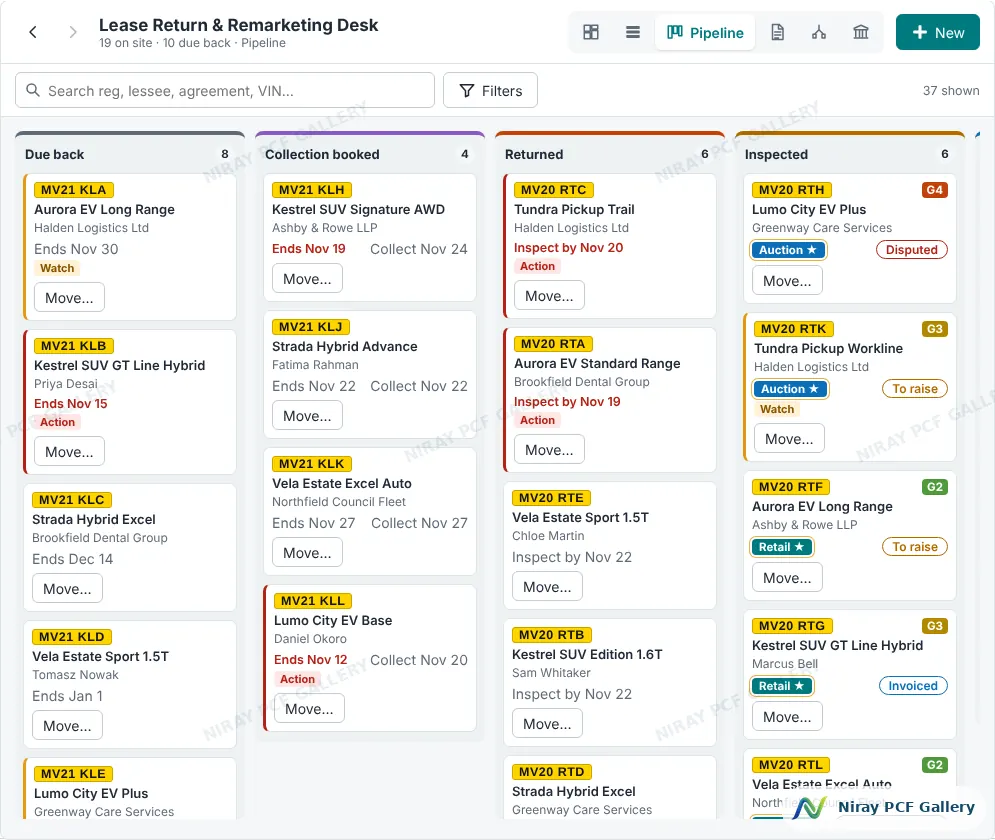 Lease Return & Remarketing Desk
19 on site · 10 due back · Pipeline
Pipeline
New
Search reg, lessee, agreement, VIN...
Filters
37 shown
Due back 8
MV21 KLA
Aurora EV Long Range
Halden Logistics Ltd
Ends Nov 30
Watch
Move...
MV21 KLB
Kestrel SUV GT Line Hybrid
Priya Desai
Ends Nov 15
Action
Move...
MV21 KLC
Strada Hybrid Excel
Brookfield Dental Group
Ends Dec 14
Move...
MV21 KLD
Vela Estate Sport 1.5T
Tomasz Nowak
Ends Jan 1
Move...
MV21 KLE
Lumo City EV Plus
Greenway Care Services
Collection booked 4
MV21 KLH
Kestrel SUV Signature AWD
Ashby & Rowe LLP
Ends Nov 19 Collect Nov 24
Move...
MV21 KLJ
Strada Hybrid Advance
Fatima Rahman
Ends Nov 22 Collect Nov 22
Move...
MV21 KLK
Vela Estate Excel Auto
Northfield Council Fleet
Ends Nov 27 Collect Nov 27
Move...
MV21 KLL
Lumo City EV Base
Daniel Okoro
Ends Nov 12 Collect Nov 20
Action
Move...
Returned 6
MV20 RTC
Tundra Pickup Trail
Halden Logistics Ltd
Inspect by Nov 20
Action
Move...
MV20 RTA
Aurora EV Standard Range
Brookfield Dental Group
Inspect by Nov 19
Action
Move...
MV20 RTE
Vela Estate Sport 1.5T
Chloe Martin
Inspect by Nov 22
Move...
MV20 RTB
Kestrel SUV Edition 1.6T
Sam Whitaker
Inspect by Nov 22
Move...
MV20 RTD
Strada Hybrid Excel
Greenway Care Services
Inspected 6
MV20 RTH G4
Lumo City EV Plus
Greenway Care Services
Auction ★ Disputed
Move...
MV20 RTK G3
Tundra Pickup Workline
Halden Logistics Ltd
Auction ★ To raise
Watch
Move...
MV20 RTF G2
Aurora EV Long Range
Ashby & Rowe LLP
Retail ★ To raise
Move...
MV20 RTG G3
Kestrel SUV GT Line Hybrid
Marcus Bell
Retail ★ Invoiced
Move...
MV20 RTL G2
Vela Estate Excel Auto
NIRAY PCF GALLERY
Niray PCF Gallery